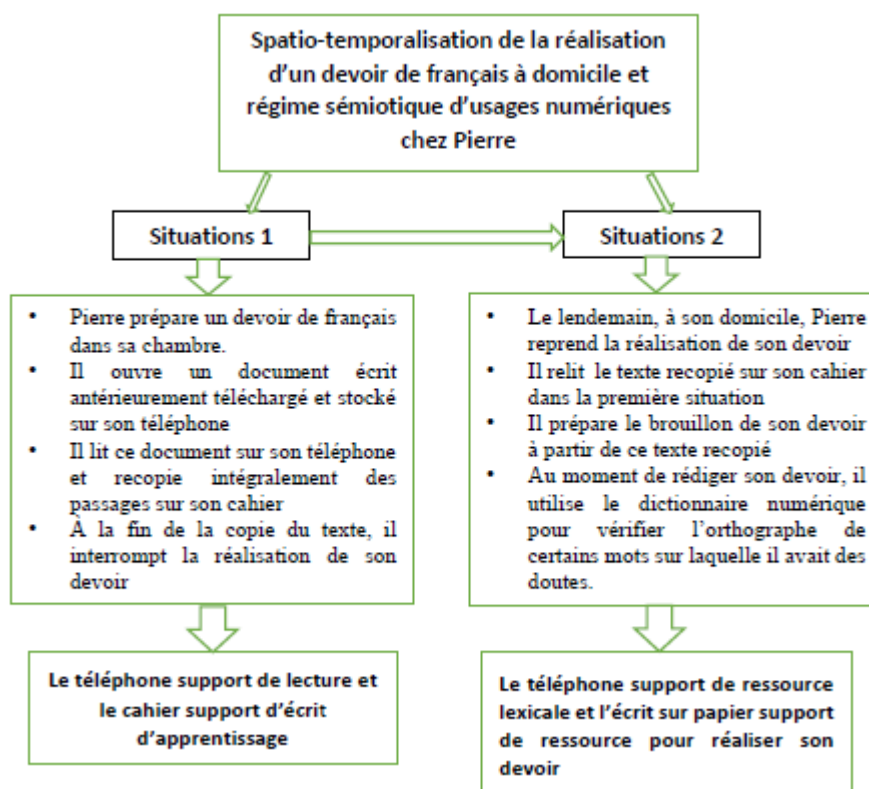 Spatio-temporalisation de la réalisation
d'un devoir de français à domicile et
régime sémiotique d'usages numériques
chez Pierre
Situations 1
Situations 2
• Pierre prépare un devoir de français
dans sa chambre.
• Il ouvre un document écrit
antérieurement téléchargé et stocké
sur son téléphone
• Il lit ce document sur son téléphone
et recopie intégralement des
passages sur son cahier
• À la fin de la copie du texte, il
interrompt la réalisation de son
devoir
• Le lendemain, à son domicile, Pierre
reprend la réalisation de son devoir
• Il relit le texte recopié sur son cahier
dans la première situation
• Il prépare le brouillon de son devoir
à partir de ce texte recopié
• Au moment de rédiger son devoir, il
utilise le dictionnaire numérique
pour vérifier l'orthographe de
certains mots sur laquelle il avait des
doutes.
Le téléphone support de lecture et
le cahier support d'écrit
d'apprentissage
Le téléphone support de ressource
lexicale et l'écrit sur papier support
de ressource pour réaliser son
devoir